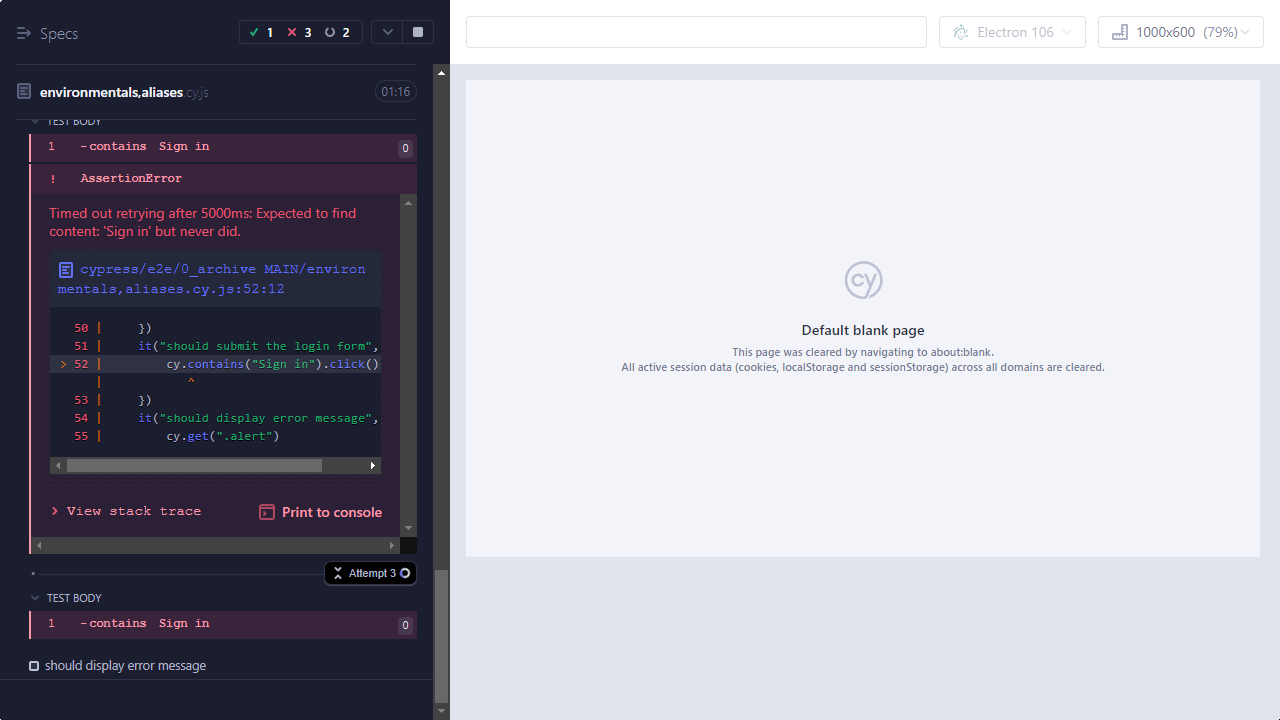 Specs
1
3
2
Electron 106
1000x600 (79%)
environmentals,aliases.cy.js
01:16
TEST BODY
1 -contains Sign in 0
! AssertionError
Timed out retrying after 5000ms: Expected to find
content: 'Sign in' but never did.
cypress/e2e/0_archive MAIN/environ
mentals,aliases.cy.js:52:12
50 | })
51 | it("should submit the login form",
> 52 | cy.contains("Sign in").click()
| ^
53 | })
54 | it("should display error message",
55 | cy.get(".alert")
View stack trace
Print to console
Attempt 3
TEST BODY
1 -contains Sign in 0
should display error message
cy
Default blank page
This page was cleared by navigating to about:blank.
All active session data (cookies, localStorage and sessionStorage) across all domains are cleared.